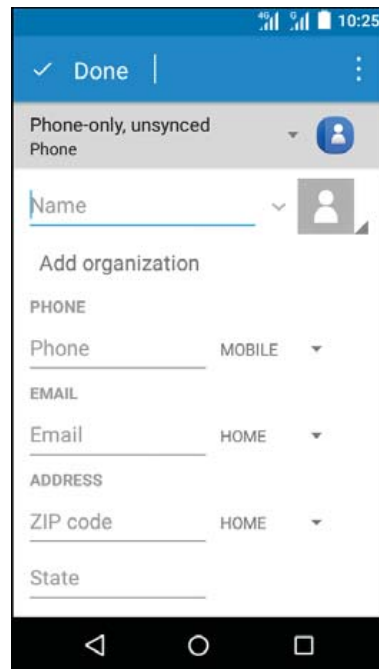 4G G 10:25
Done
Phone-only, unsynced
Phone
Name
Add organization
PHONE
Phone MOBILE
EMAIL
Email HOME
ADDRESS
ZIP code HOME
State